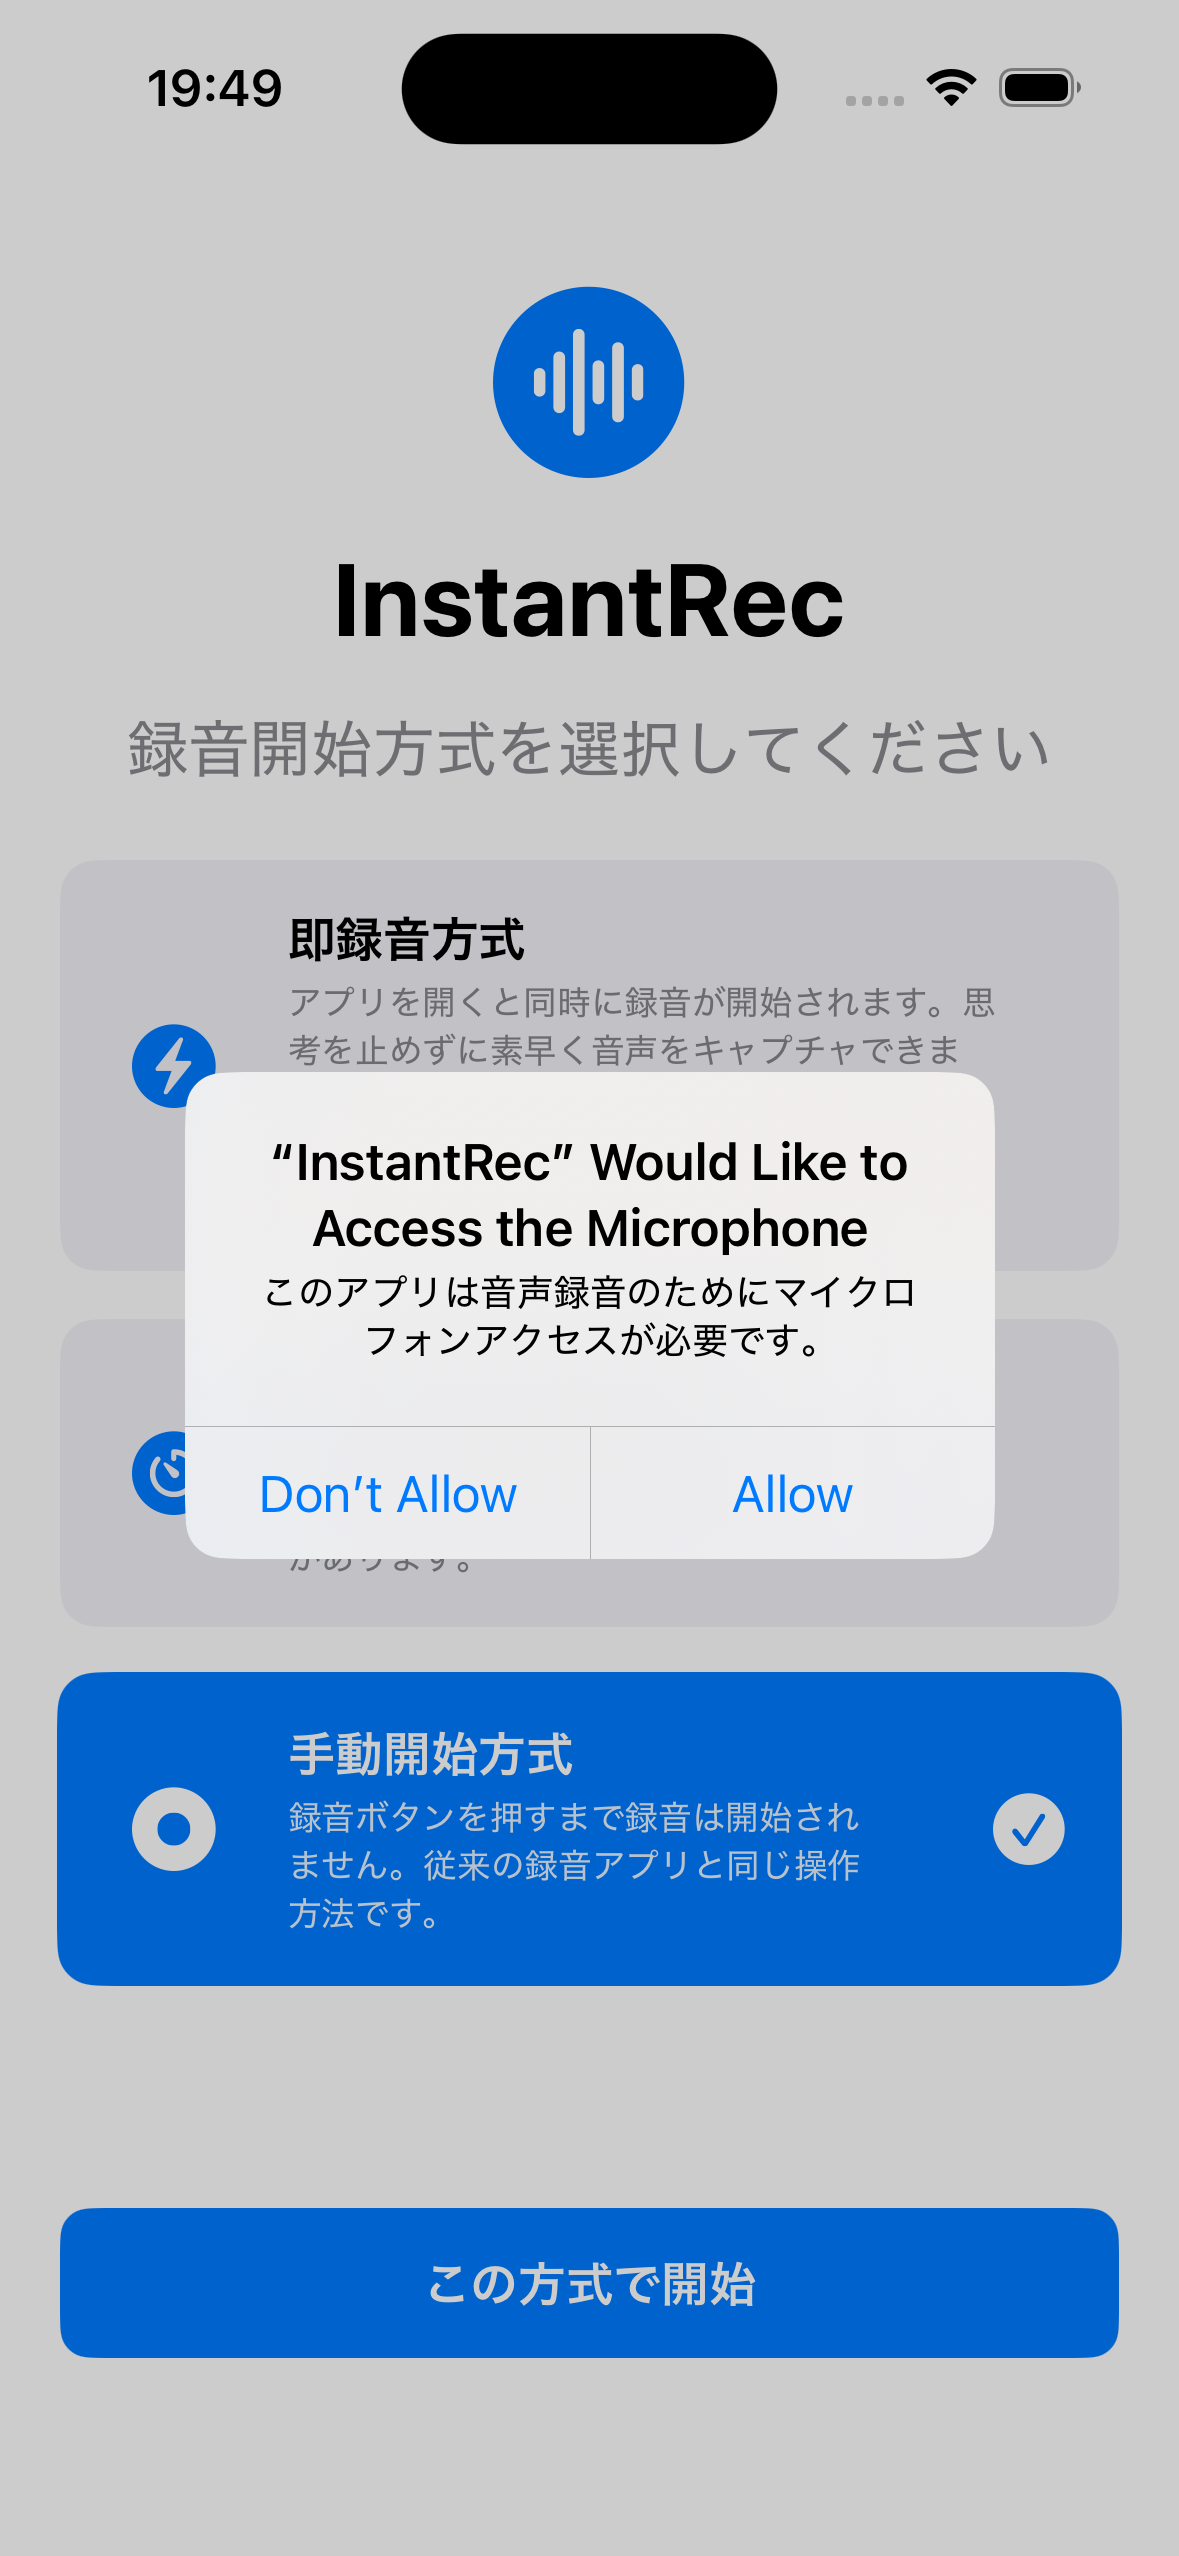 19:49
InstantRec
録音開始方式を選択してください
即録音方式
アプリを開くと同時に録音が開始されます。思
考を止めずに素早く音声をキャプチャできま
“InstantRec” Would Like to
Access the Microphone
このアプリは音声録音のためにマイクロ
フォンアクセスが必要です。
Don’t Allow
Allow
があります。
手動開始方式
録音ボタンを押すまで録音は開始され
ません。従来の録音アプリと同じ操作
方法です。
この方式で開始